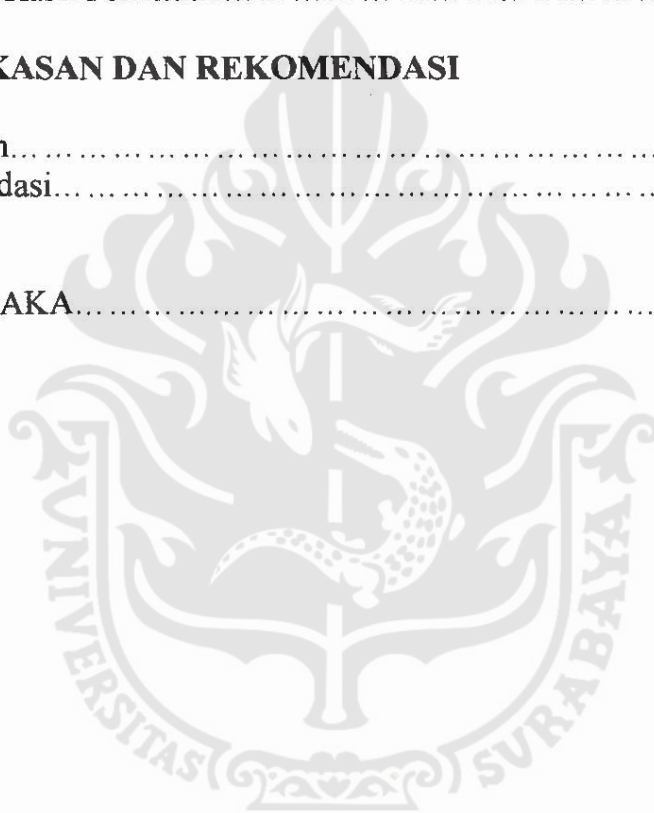 KASAN DAN REKOMENDASI
n……………………………………………………
dasi………………………………………………
AKA……………………………………………
UNIVERSITAS SURABAYA